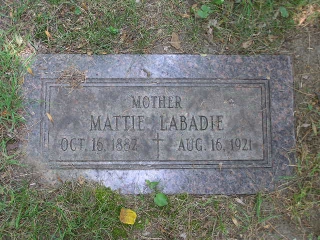 MOTHER
MATTIE LABADIE
OCT. 18, 1882 AUG. 16, 1921